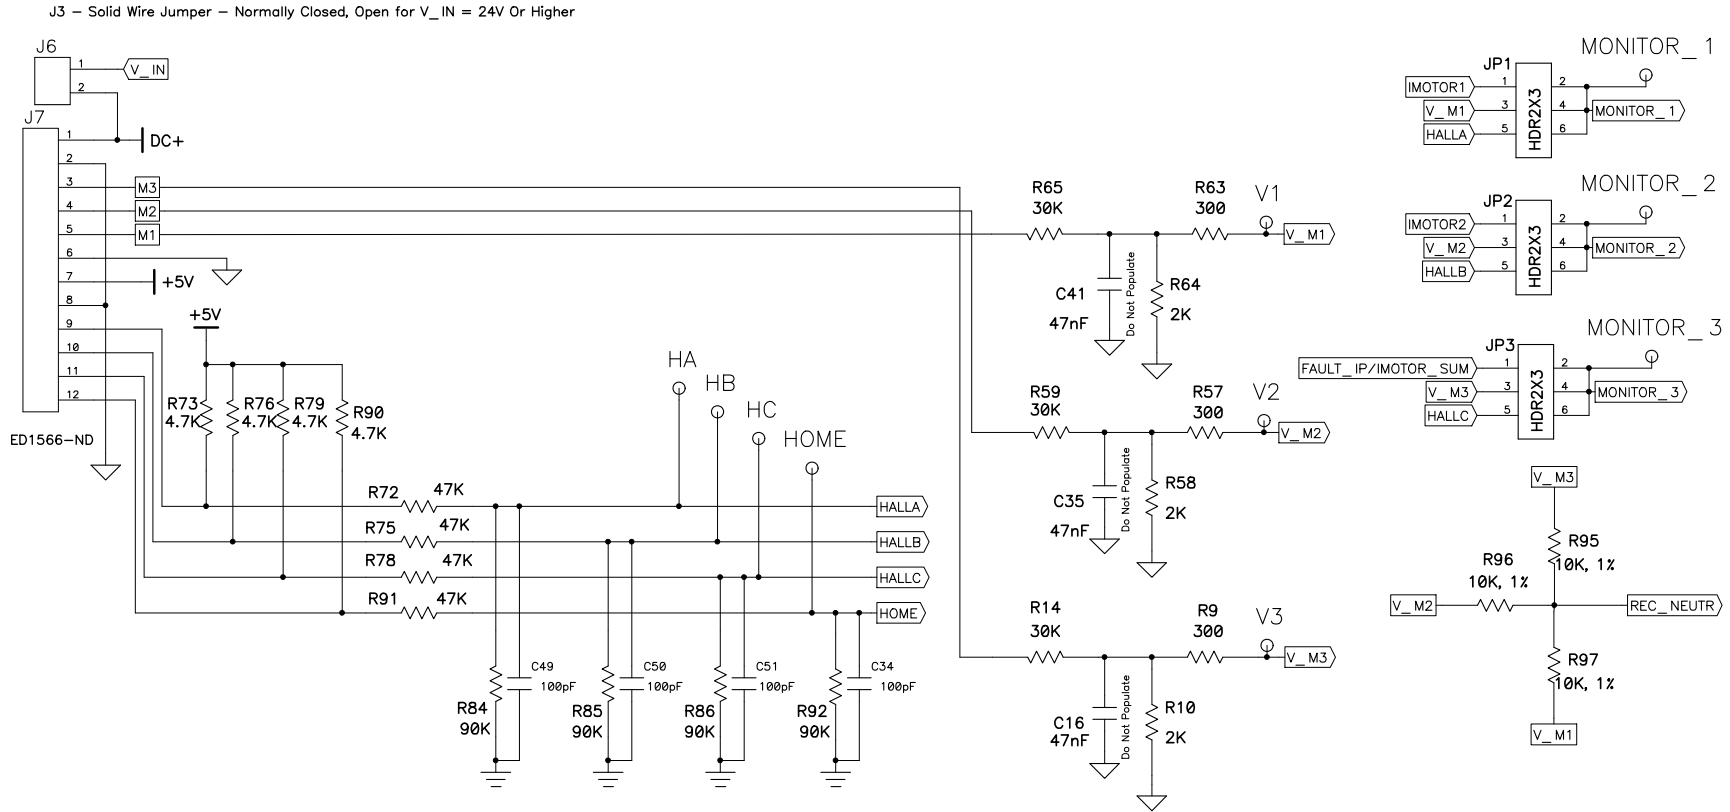 J3 – Solid Wire Jumper – Normally Closed, Open for V_IN = 24V Or Higher
J6
1
V_IN
2
J7
1
DC+
2
3
M3
4
M2
5
M1
6
7
+5V
8
9
10
11
12
ED1566-ND
+5V
R73
4.7K
R76
4.7K
R79
4.7K
R90
4.7K
HA
HB
HC
HOME
R72
47K
HALLA
R75
47K
HALLB
R78
47K
HALLC
R91
47K
HOME
C49
100pF
R84
90K
C50
100pF
R85
90K
C51
100pF
R86
90K
C34
100pF
R92
90K
R65
30K
R63
300
V1
V_M1
C41
47nF
Do Not Populate
R64
2K
R59
30K
R57
300
V2
V_M2
C35
47nF
Do Not Populate
R58
2K
R14
30K
R9
300
V3
V_M3
C16
47nF
Do Not Populate
R10
2K
MONITOR_1
JP1
IMOTOR1
1
2
V_M1
3
4
MONITOR_1
HALLA
5
6
HDR2X3
MONITOR_2
JP2
IMOTOR2
1
2
V_M2
3
4
MONITOR_2
HALLB
5
6
HDR2X3
MONITOR_3
JP3
FAULT_IP/IMOTOR_SUM
1
2
V_M3
3
4
MONITOR_3
HALLC
5
6
HDR2X3
V_M3
R95
10K, 1%
R96
10K, 1%
V_M2
REC_NEUTR
R97
10K, 1%
V_M1